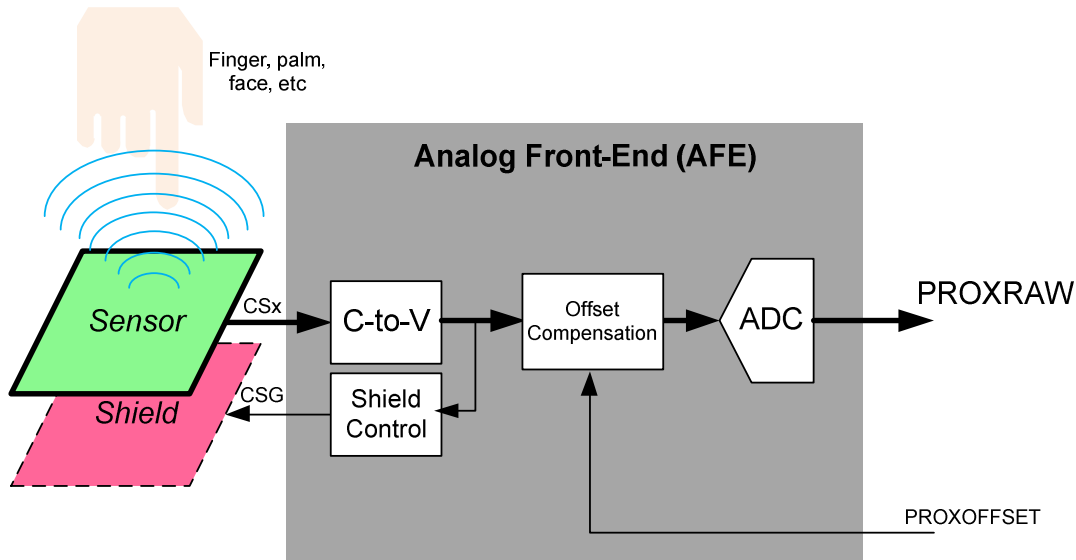 Finger, palm,
face, etc
Analog Front-End (AFE)
Sensor
CSx
C-to-V
Offset
Compensation
ADC
PROXRAW
Shield
CSG
Shield
Control
PROXOFFSET